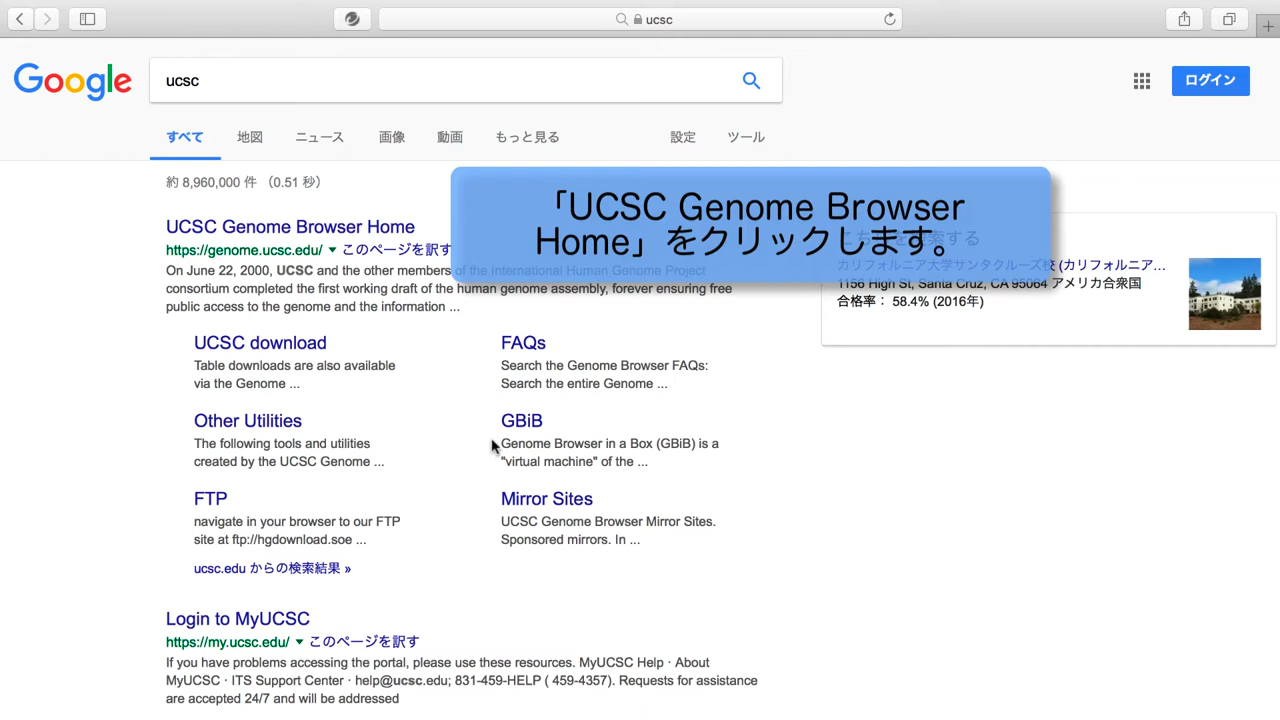 ucsc
Google
ucsc
ログイン
すべて 地図 ニュース 画像 動画 もっと見る 設定 ツール
約 8,960,000 件 （0.51 秒）
「UCSC Genome Browser
Home」をクリックします。
UCSC Genome Browser Home
https://genome.ucsc.edu/ ▼ このページを訳す
On June 22, 2000, UCSC and the other members of the International Human Genome Project
consortium completed the first working draft of the human genome assembly, forever ensuring free
public access to the genome and the information ...
UCSC download
Table downloads are also available
via the Genome ...
FAQs
Search the Genome Browser FAQs:
Search the entire Genome ...
Other Utilities
The following tools and utilities
created by the UCSC Genome ...
GBiB
Genome Browser in a Box (GBiB) is a
"virtual machine" of the ...
FTP
navigate in your browser to our FTP
site at ftp://hgdownload.soe ...
Mirror Sites
UCSC Genome Browser Mirror Sites.
Sponsored mirrors. In ...
ucsc.edu からの検索結果 »
Login to MyUCSC
https://my.ucsc.edu/ ▼ このページを訳す
If you have problems accessing the portal, please use these resources. MyUCSC Help · About
MyUCSC · ITS Support Center · help@ucsc.edu; 831-459-HELP ( 459-4357). Requests for assistance
are accepted 24/7 and will be addressed
カリフォルニア大学サンタクルーズ校 (カリフォルニア...
1156 High St, Santa Cruz, CA 95064 アメリカ合衆国
合格率： 58.4% (2016年)